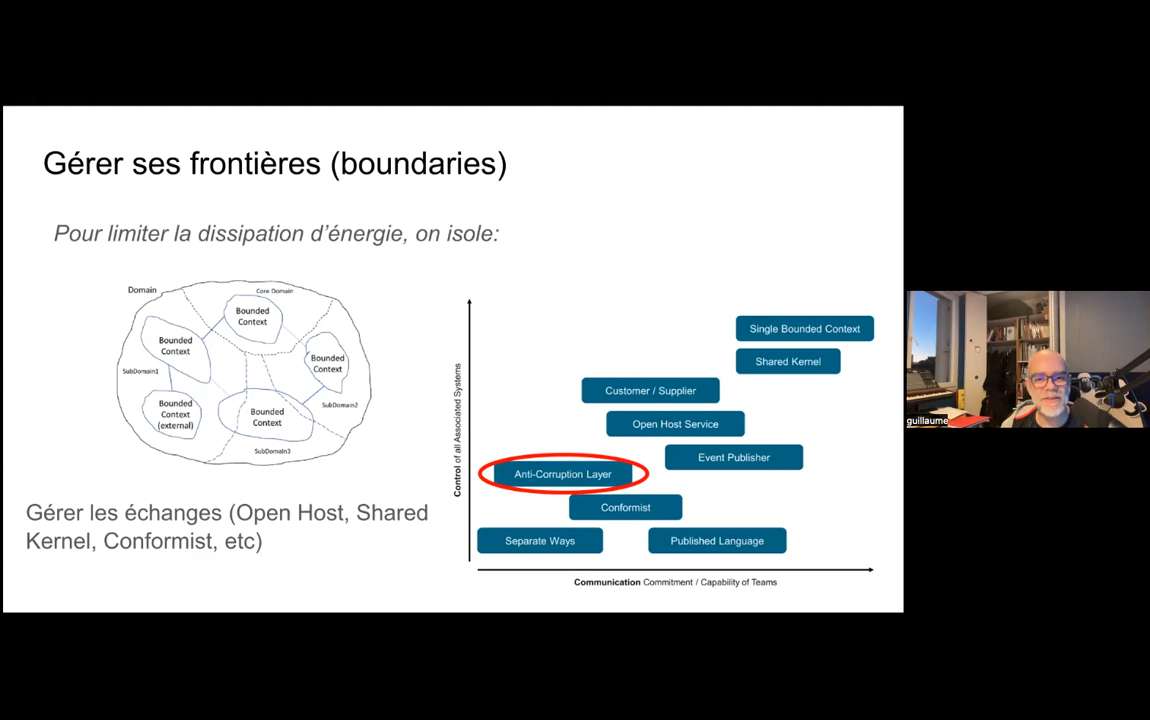 Gérer ses frontières (boundaries)
Pour limiter la dissipation d'énergie, on isole:
Domain
Core Domain
Bounded
Context
Bounded
Context
Bounded
Context
SubDomain1
Bounded
Context
(external)
Bounded
Context
SubDomain2
SubDomain3
Gérer les échanges (Open Host, Shared
Kernel, Conformist, etc)
Control of all Associated Systems
Single Bounded Context
Shared Kernel
Customer / Supplier
Open Host Service
Event Publisher
Anti-Corruption Layer
Conformist
Separate Ways
Published Language
Communication Commitment / Capability of Teams
guillaume